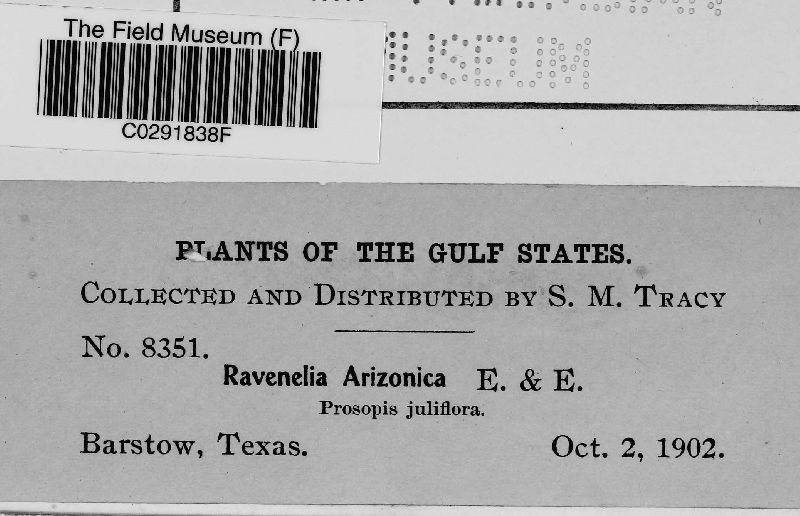 The Field Museum (F)
C0291838F
MUSEUM
PLANTS OF THE GULF STATES.
COLLECTED AND DISTRIBUTED BY S. M. TRACY
No. 8351.
Ravenelia Arizonica E. & E.
Prosopis juliflora.
Barstow, Texas.
Oct. 2, 1902.